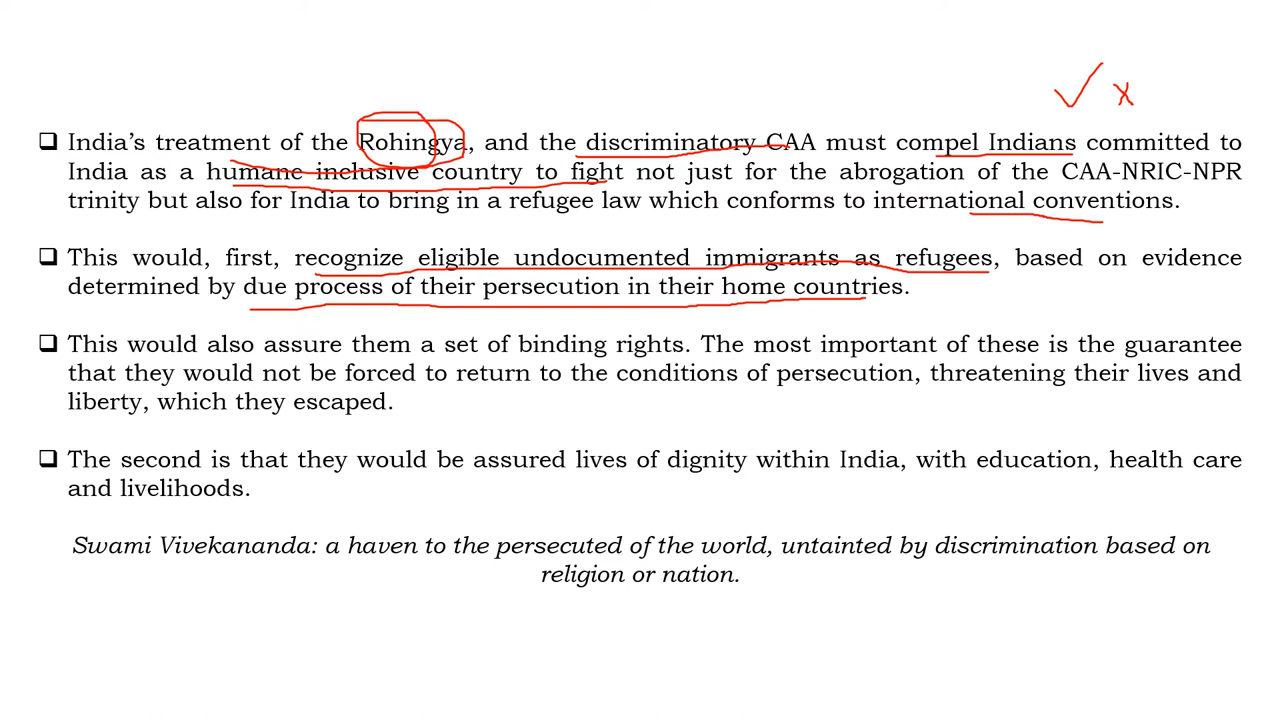 ❑ India’s treatment of the Rohingya, and the discriminatory CAA must compel Indians committed to
India as a humane inclusive country to fight not just for the abrogation of the CAA-NRIC-NPR
trinity but also for India to bring in a refugee law which conforms to international conventions.
❑ This would, first, recognize eligible undocumented immigrants as refugees, based on evidence
determined by due process of their persecution in their home countries.
❑ This would also assure them a set of binding rights. The most important of these is the guarantee
that they would not be forced to return to the conditions of persecution, threatening their lives and
liberty, which they escaped.
❑ The second is that they would be assured lives of dignity within India, with education, health care
and livelihoods.
Swami Vivekananda: a haven to the persecuted of the world, untainted by discrimination based on
religion or nation.